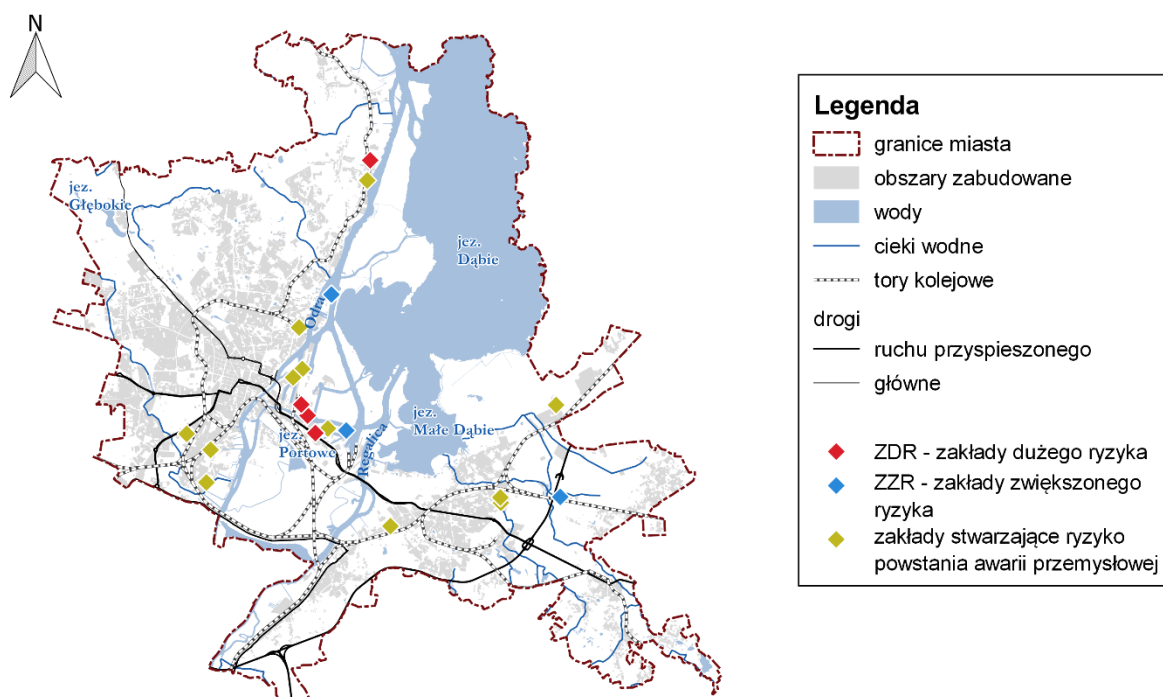 N
jez.
Głębokie
jez.
Dąbie
Odra
jez.
Małe Dąbie
jez.
Portowe
Regalica
Legenda
granice miasta
obszary zabudowane
wody
cieki wodne
tory kolejowe
drogi
ruchu przyspieszonego
główne
ZDR - zakłady dużego ryzyka
ZZR - zakłady zwiększonego
ryzyka
zakłady stwarzające ryzyko
powstania awarii przemysłowej